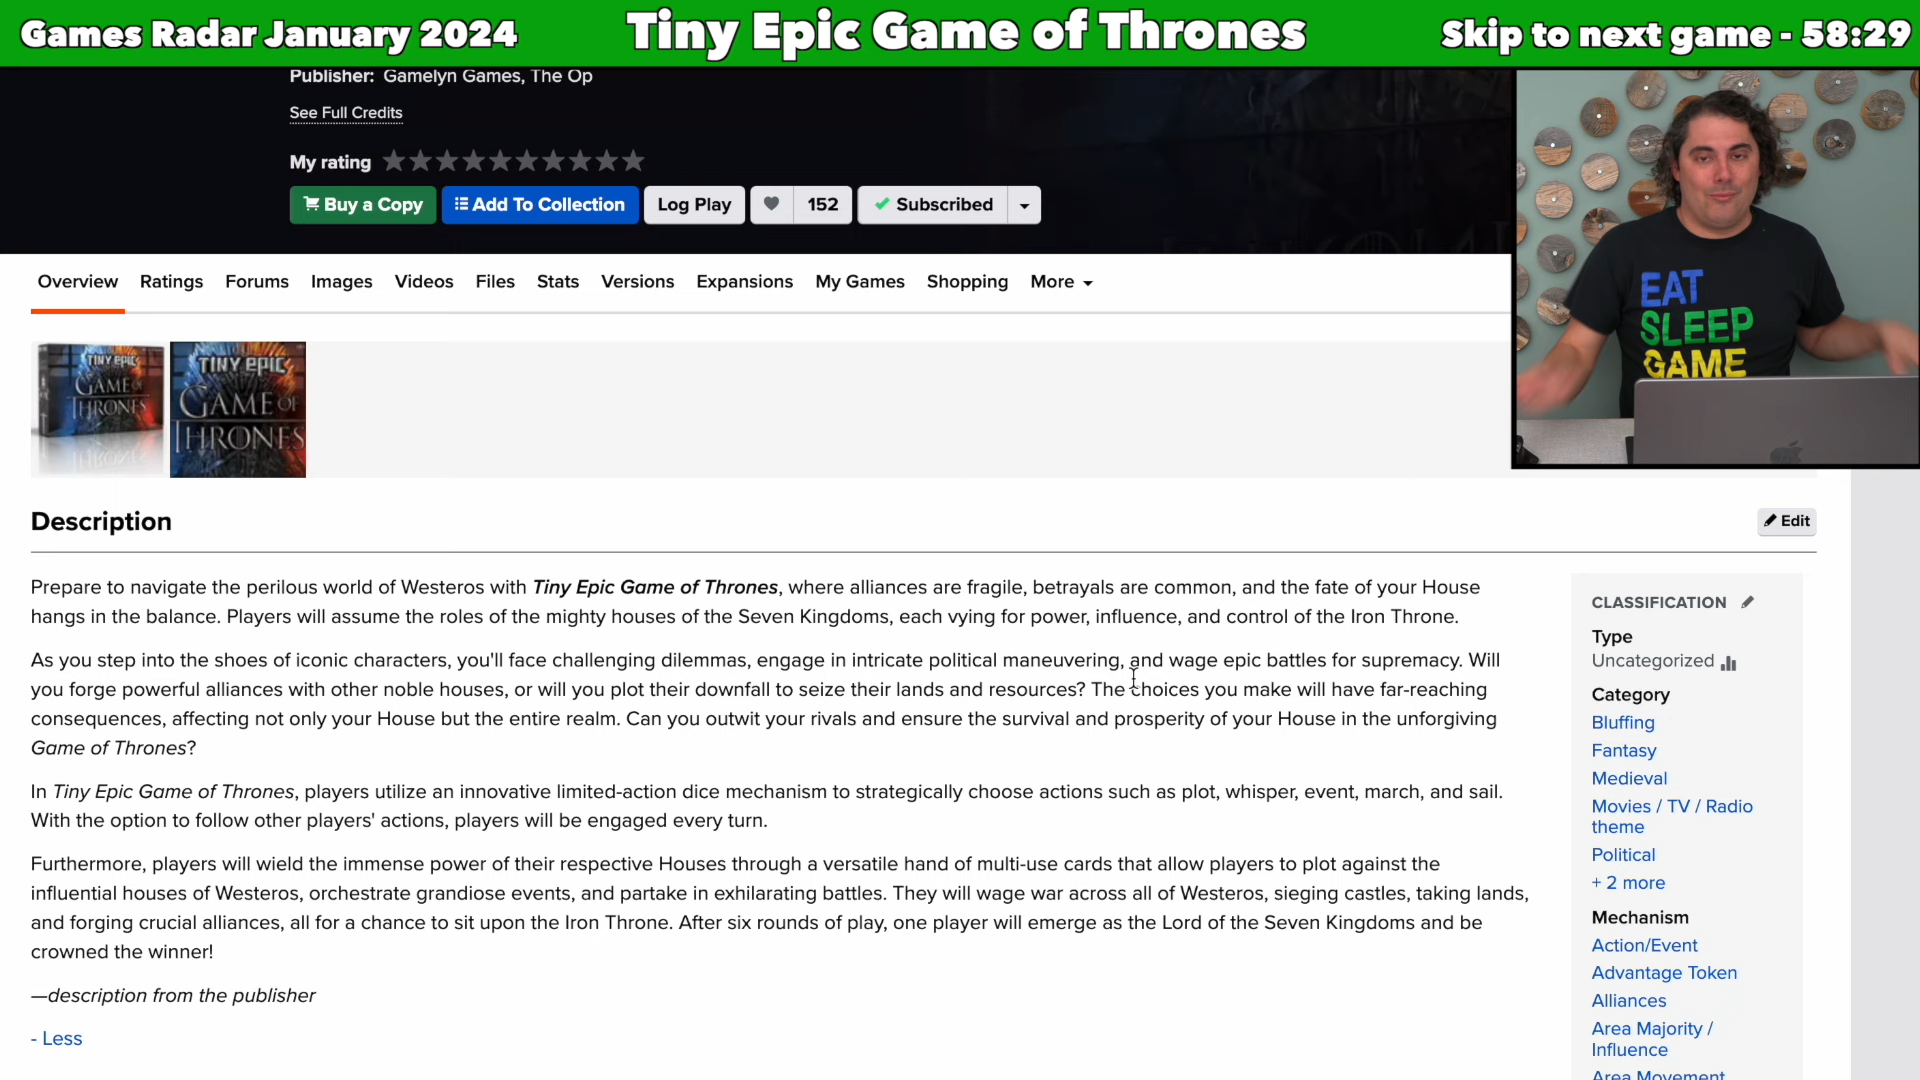 Games Radar January 2024
Tiny Epic Game of Thrones
Skip to next game - 58:29
Publisher: Gamelyn Games, The Op
See Full Credits
My rating
Buy a Copy
Add To Collection
Log Play
152
Subscribed
Overview
Ratings
Forums
Images
Videos
Files
Stats
Versions
Expansions
My Games
Shopping
More
EAT
SLEEP
GAME
TINY EPIC
GAME OF
THRONES
TINY EPIC
GAME OF
THRONES
Description
Edit
Prepare to navigate the perilous world of Westeros with Tiny Epic Game of Thrones, where alliances are fragile, betrayals are common, and the fate of your House
hangs in the balance. Players will assume the roles of the mighty houses of the Seven Kingdoms, each vying for power, influence, and control of the Iron Throne.
As you step into the shoes of iconic characters, you'll face challenging dilemmas, engage in intricate political maneuvering, and wage epic battles for supremacy. Will
you forge powerful alliances with other noble houses, or will you plot their downfall to seize their lands and resources? The choices you make will have far-reaching
consequences, affecting not only your House but the entire realm. Can you outwit your rivals and ensure the survival and prosperity of your House in the unforgiving
Game of Thrones?
In Tiny Epic Game of Thrones, players utilize an innovative limited-action dice mechanism to strategically choose actions such as plot, whisper, event, march, and sail.
With the option to follow other players' actions, players will be engaged every turn.
Furthermore, players will wield the immense power of their respective Houses through a versatile hand of multi-use cards that allow players to plot against the
influential houses of Westeros, orchestrate grandiose events, and partake in exhilarating battles. They will wage war across all of Westeros, sieging castles, taking lands,
and forging crucial alliances, all for a chance to sit upon the Iron Throne. After six rounds of play, one player will emerge as the Lord of the Seven Kingdoms and be
crowned the winner!
—description from the publisher
- Less
CLASSIFICATION
Type
Uncategorized
Category
Bluffing
Fantasy
Medieval
Movies / TV / Radio
theme
Political
+ 2 more
Mechanism
Action/Event
Advantage Token
Alliances
Area Majority /
Influence
Area Movement